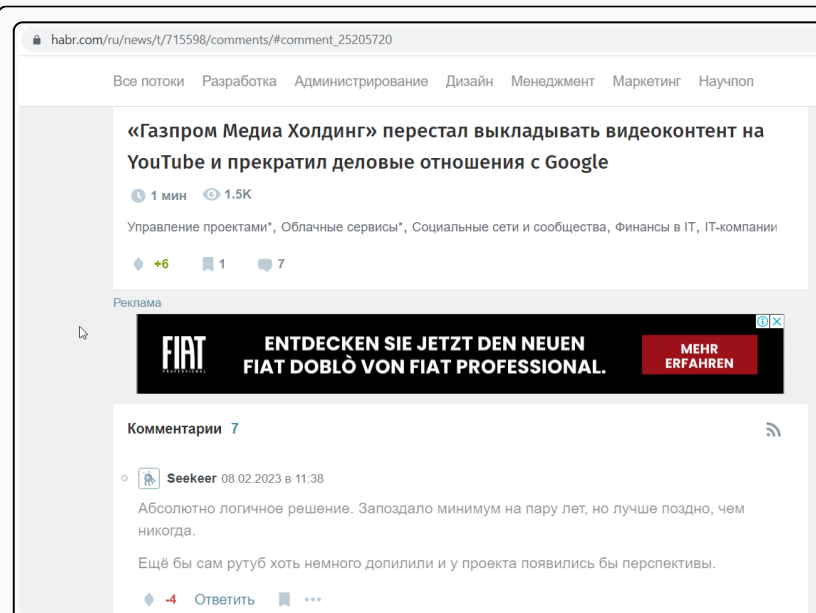 habr.com/ru/news/t/715598/comments/#comment_25205720
Все потоки Разработка Администрирование Дизайн Менеджмент Маркетинг Научпоп
«Газпром Медиа Холдинг» перестал выкладывать видеоконтент на
YouTube и прекратил деловые отношения с Google
1 мин 1.5K
Управление проектами*, Облачные сервисы*, Социальные сети и сообщества, Финансы в IT, IT-компании
+6 1 7
Реклама
FIAT
PROFESSIONAL
ENTDECKEN SIE JETZT DEN NEUEN
FIAT DOBLÒ VON FIAT PROFESSIONAL.
MEHR
ERFAHREN
Комментарии 7
Seekeer 08.02.2023 в 11:38
Абсолютно логичное решение. Запоздало минимум на пару лет, но лучше поздно, чем
никогда.
Ещё бы сам рутуб хоть немного допилили и у проекта появились бы перспективы.
-4 Ответить